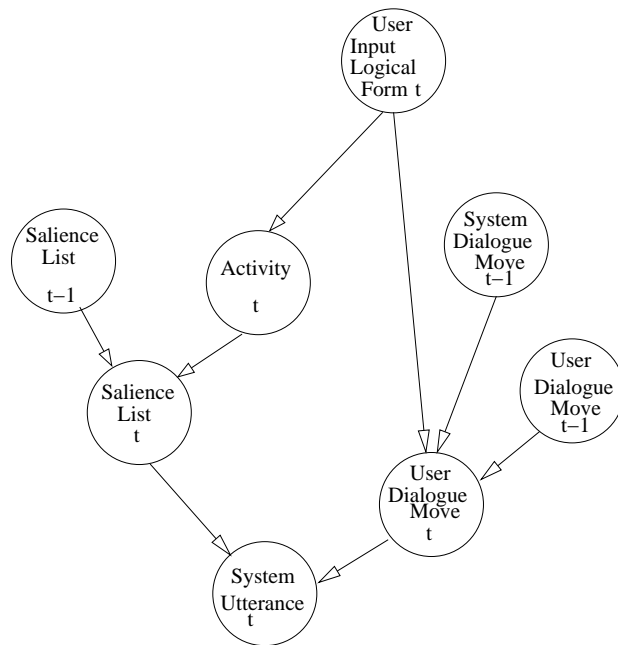 User
Input
Logical
Form t
System
Dialogue
Move
t−1
Salience
List
t−1
Activity
t
User
Dialogue
Move
t−1
Salience
List
t
User
Dialogue
Move
t
System
Utterance
t